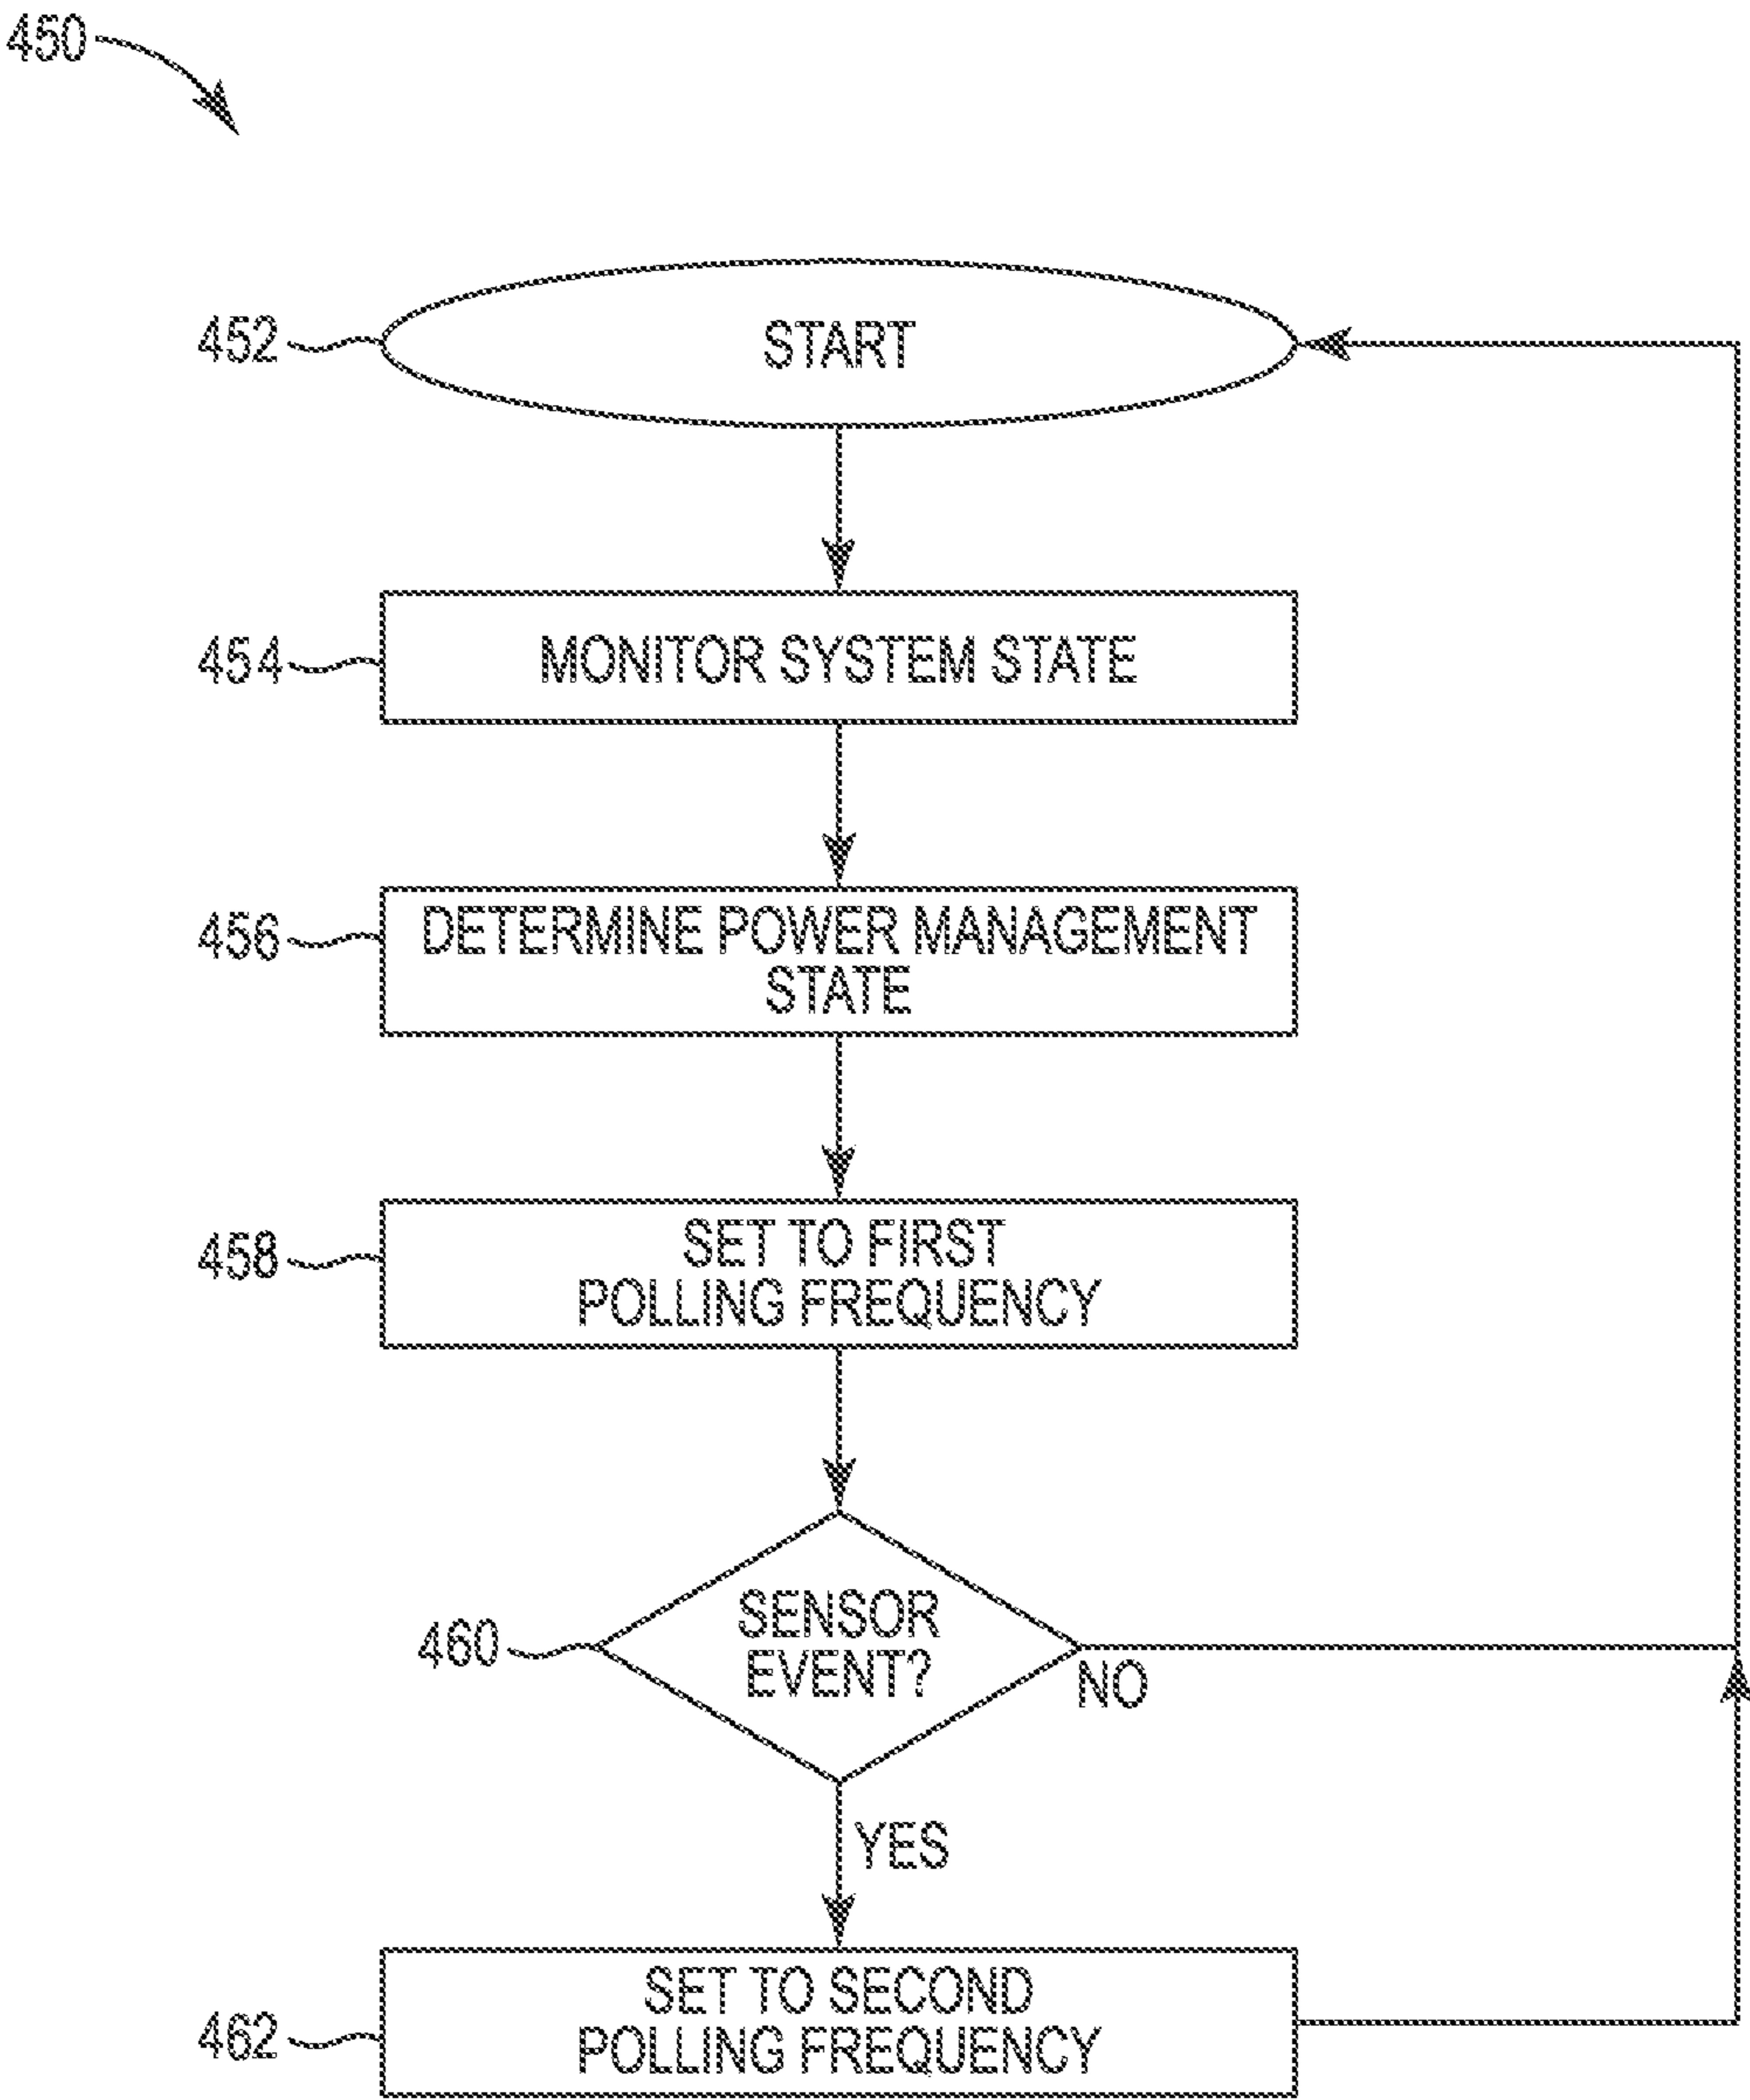 450
452
START
454
MONITOR SYSTEM STATE
456
DETERMINE POWER MANAGEMENT
STATE
458
SET TO FIRST
POLLING FREQUENCY
460
SENSOR
EVENT?
NO
YES
462
SET TO SECOND
POLLING FREQUENCY